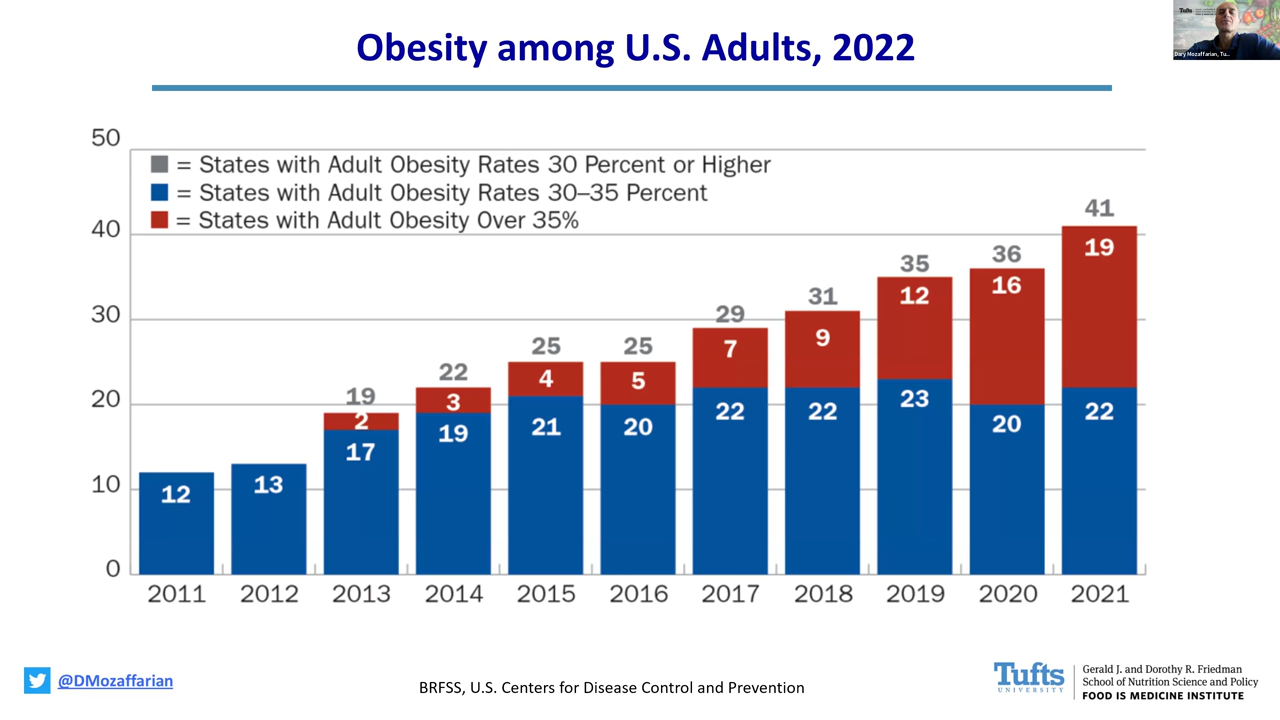 Obesity among U.S. Adults, 2022
Tufts
Dary Mozaffarian, Tu...
50
= States with Adult Obesity Rates 30 Percent or Higher
= States with Adult Obesity Rates 30–35 Percent
= States with Adult Obesity Over 35%
40
30
20
10
0
12
13
19
2
17
22
3
19
25
4
21
25
5
20
29
7
22
31
9
22
35
12
23
36
16
20
41
19
22
2011 2012 2013 2014 2015 2016 2017 2018 2019 2020 2021
@DMozaffarian
BRFSS, U.S. Centers for Disease Control and Prevention
Tufts
UNIVERSITY
Gerald J. and Dorothy R. Friedman
School of Nutrition Science and Policy
FOOD IS MEDICINE INSTITUTE